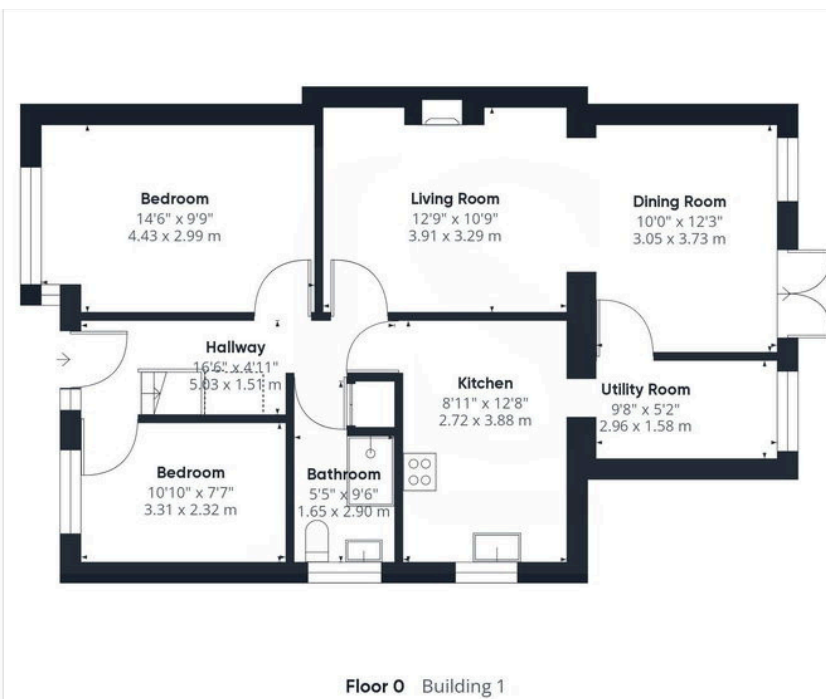 Bedroom
14'6" x 9'9"
4.43 x 2.99 m
Living Room
12'9" x 10'9"
3.91 x 3.29 m
Dining Room
10'0" x 12'3"
3.05 x 3.73 m
Hallway
16'6" x 4'11"
5.03 x 1.51 m
Kitchen
8'11" x 12'8"
2.72 x 3.88 m
Utility Room
9'8" x 5'2"
2.96 x 1.58 m
Bedroom
10'10" x 7'7"
3.31 x 2.32 m
Bathroom
5'5" x 9'6"
1.65 x 2.90 m
Floor 0 Building 1